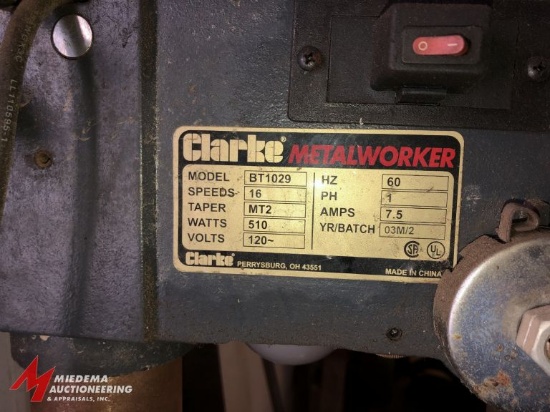 Clarke METALWORKER
MODEL BT1029
SPEEDS 16
TAPER MT2
WATTS 510
VOLTS 120~
HZ 60
PH 1
AMPS 7.5
YR/BATCH 03M/2
Clarke PERRYSBURG, OH 43551
MADE IN CHINA
MIEDEMA
AUCTIONEERING
& APPRAISALS, INC.